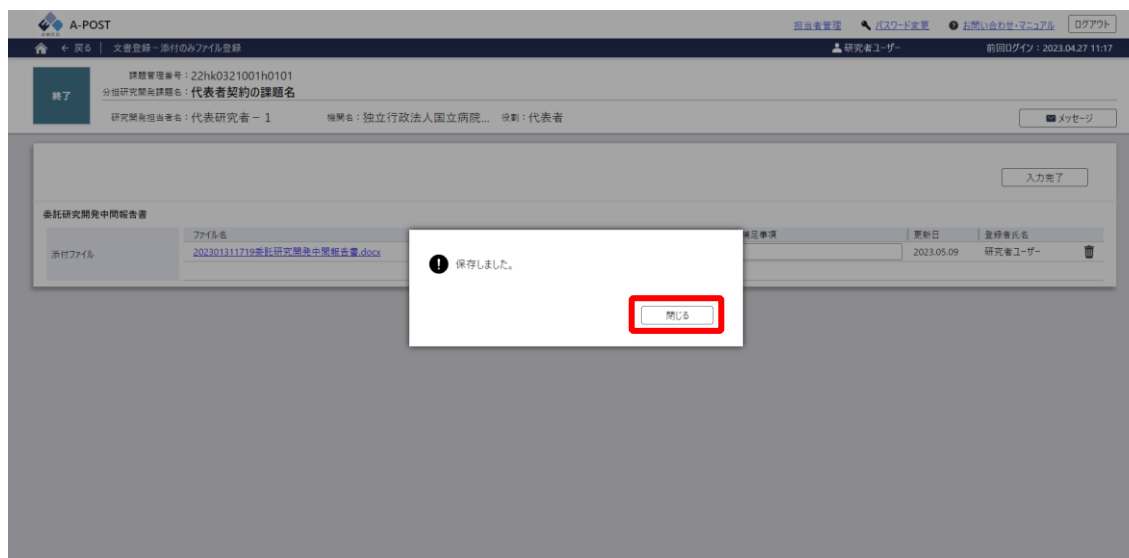 A-POST
AMED
担当者管理 パスワード変更 お問い合わせ・マニュアル ログアウト
← 戻る 文書登録－添付のみファイル登録 研究者ユーザー 前回ログイン：2023.04.27 11:17
終了
課題管理番号：22hk0321001h0101
分担研究開発課題名：代表者契約の課題名
研究開発担当者名：代表研究者－1 機関名：独立行政法人国立病院... 役割：代表者 メッセージ
入力完了
委託研究開発中間報告書
ファイル名 補足事項 更新日 登録者氏名
添付ファイル 202301311719委託研究開発中間報告書.docx 2023.05.09 研究者ユーザー
保存しました。
閉じる